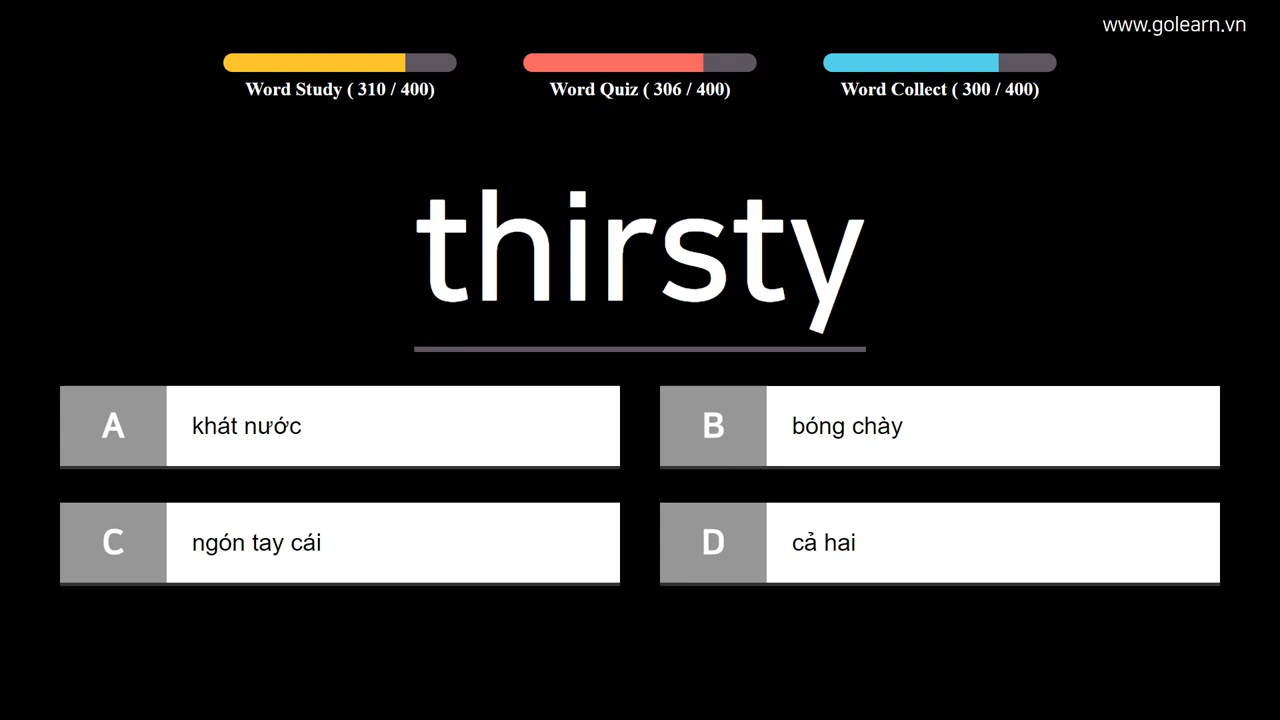 www.golearn.vn
Word Study ( 310 / 400)
Word Quiz ( 306 / 400)
Word Collect ( 300 / 400)
thirsty
A khát nước
B bóng chày
C ngón tay cái
D cả hai